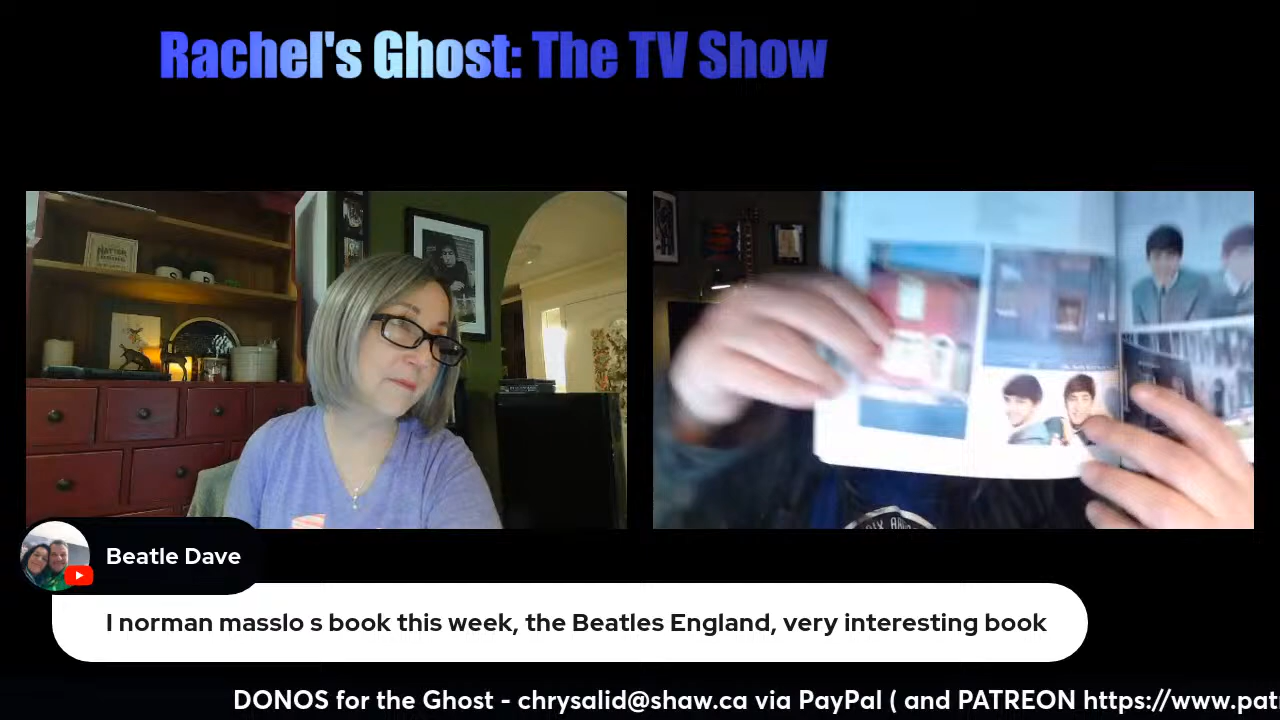 Rachel's Ghost: The TV Show
Beatle Dave
I norman masslo s book this week, the Beatles England, very interesting book
DONOS for the Ghost - chrysalid@shaw.ca via PayPal ( and PATREON https://www.pat